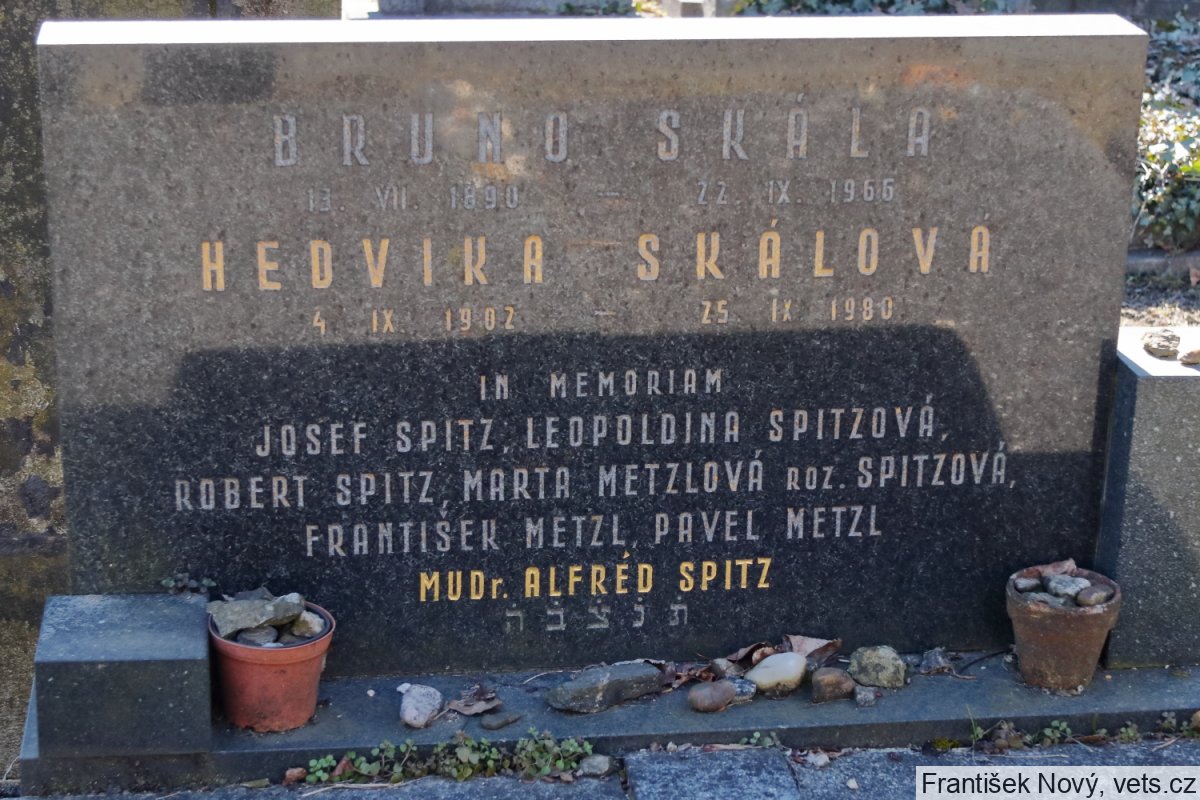 BRUNO SKÁLA
13. VII. 1890 – 22 IX. 1966
HEDVIKA SKÁLOVÁ
4 IX 1902 – 25 IX 1980
IN MEMORIAM
JOSEF SPITZ, LEOPOLDINA SPITZOVÁ,
ROBERT SPITZ, MARTA METZLOVÁ ROZ. SPITZOVÁ,
FRANTIŠEK METZL, PAVEL METZL
MUDr. ALFRÉD SPITZ
ת נ צ ב ה
František Nový, vets.cz